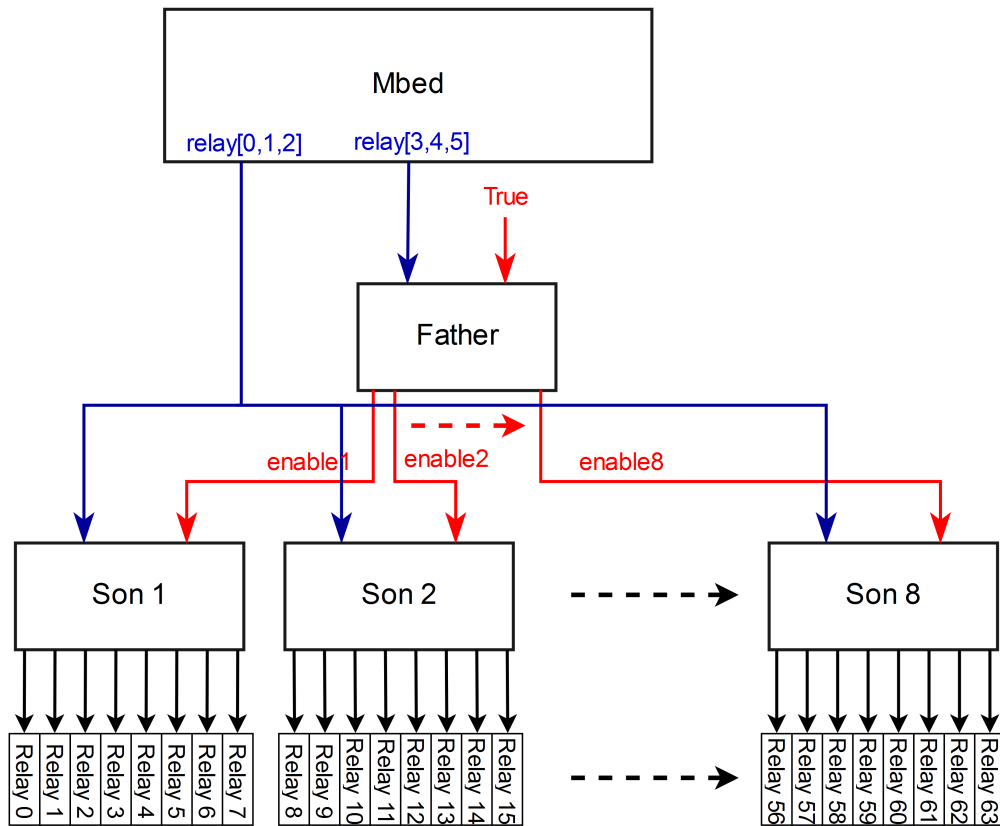 Mbed
relay[0,1,2]
relay[3,4,5]
True
Father
enable1
enable2
enable8
Son 1
Son 2
Son 8
Relay 0
Relay 1
Relay 2
Relay 3
Relay 4
Relay 5
Relay 6
Relay 7
Relay 8
Relay 9
Relay 10
Relay 11
Relay 12
Relay 13
Relay 14
Relay 15
Relay 56
Relay 57
Relay 58
Relay 59
Relay 60
Relay 61
Relay 62
Relay 63